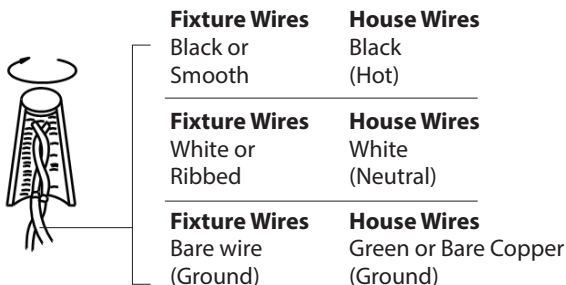 Fixture Wires House Wires
Black or Black
Smooth (Hot)
Fixture Wires House Wires
White or White
Ribbed (Neutral)
Fixture Wires House Wires
Bare wire Green or Bare Copper
(Ground) (Ground)